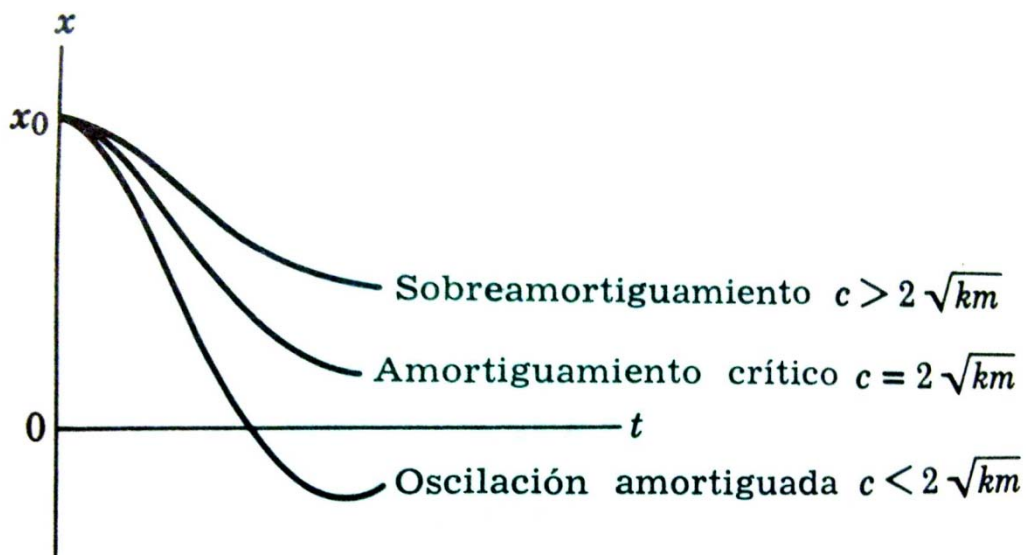 x
x0
Sobreamortiguamiento c > 2 √km
Amortiguamiento crítico c = 2 √km
0
t
Oscilación amortiguada c < 2 √km